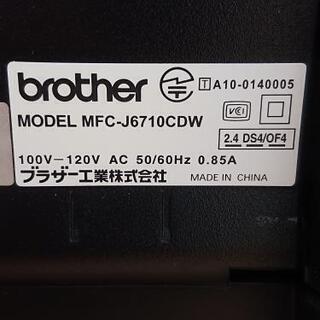 brother
T A10-0140005
MODEL MFC-J6710CDW
VCI
2.4 DS4/OF4
100V-120V AC 50/60Hz 0.85A
ブラザー工業株式会社
MADE IN CHINA